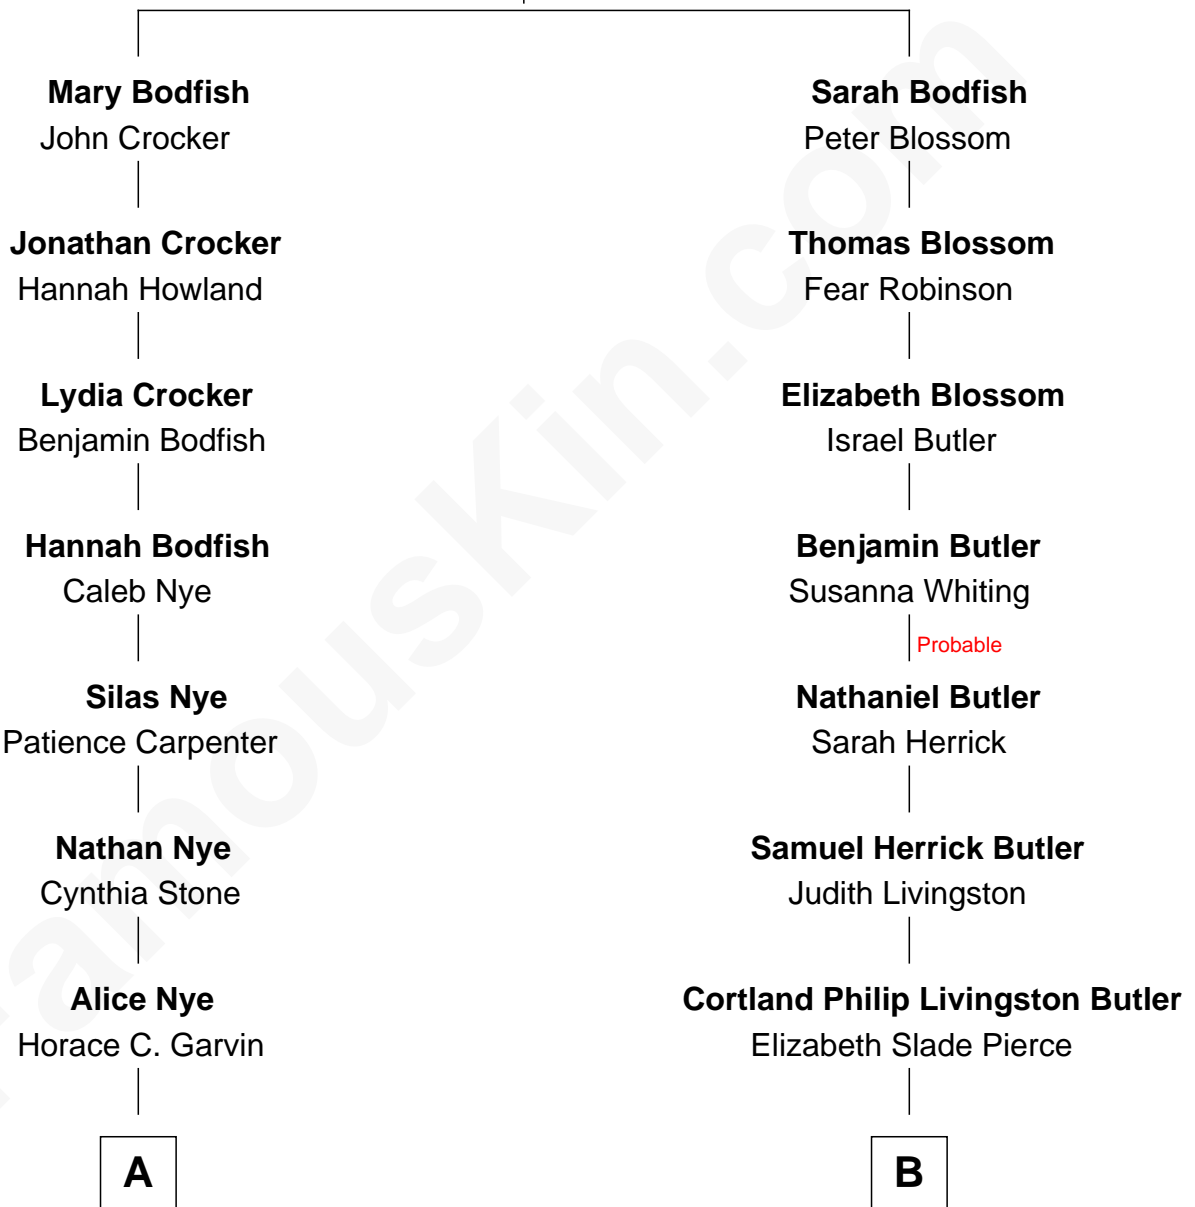 Mary Bodfish
John Crocker
Jonathan Crocker
Hannah Howland
Lydia Crocker
Benjamin Bodfish
Hannah Bodfish
Caleb Nye
Silas Nye
Patience Carpenter
Nathan Nye
Cynthia Stone
Alice Nye
Horace C. Garvin
A
Sarah Bodfish
Peter Blossom
Thomas Blossom
Fear Robinson
Elizabeth Blossom
Israel Butler
Benjamin Butler
Susanna Whiting
Probable
Nathaniel Butler
Sarah Herrick
Samuel Herrick Butler
Judith Livingston
Cortland Philip Livingston Butler
Elizabeth Slade Pierce
B
FamousKin.com